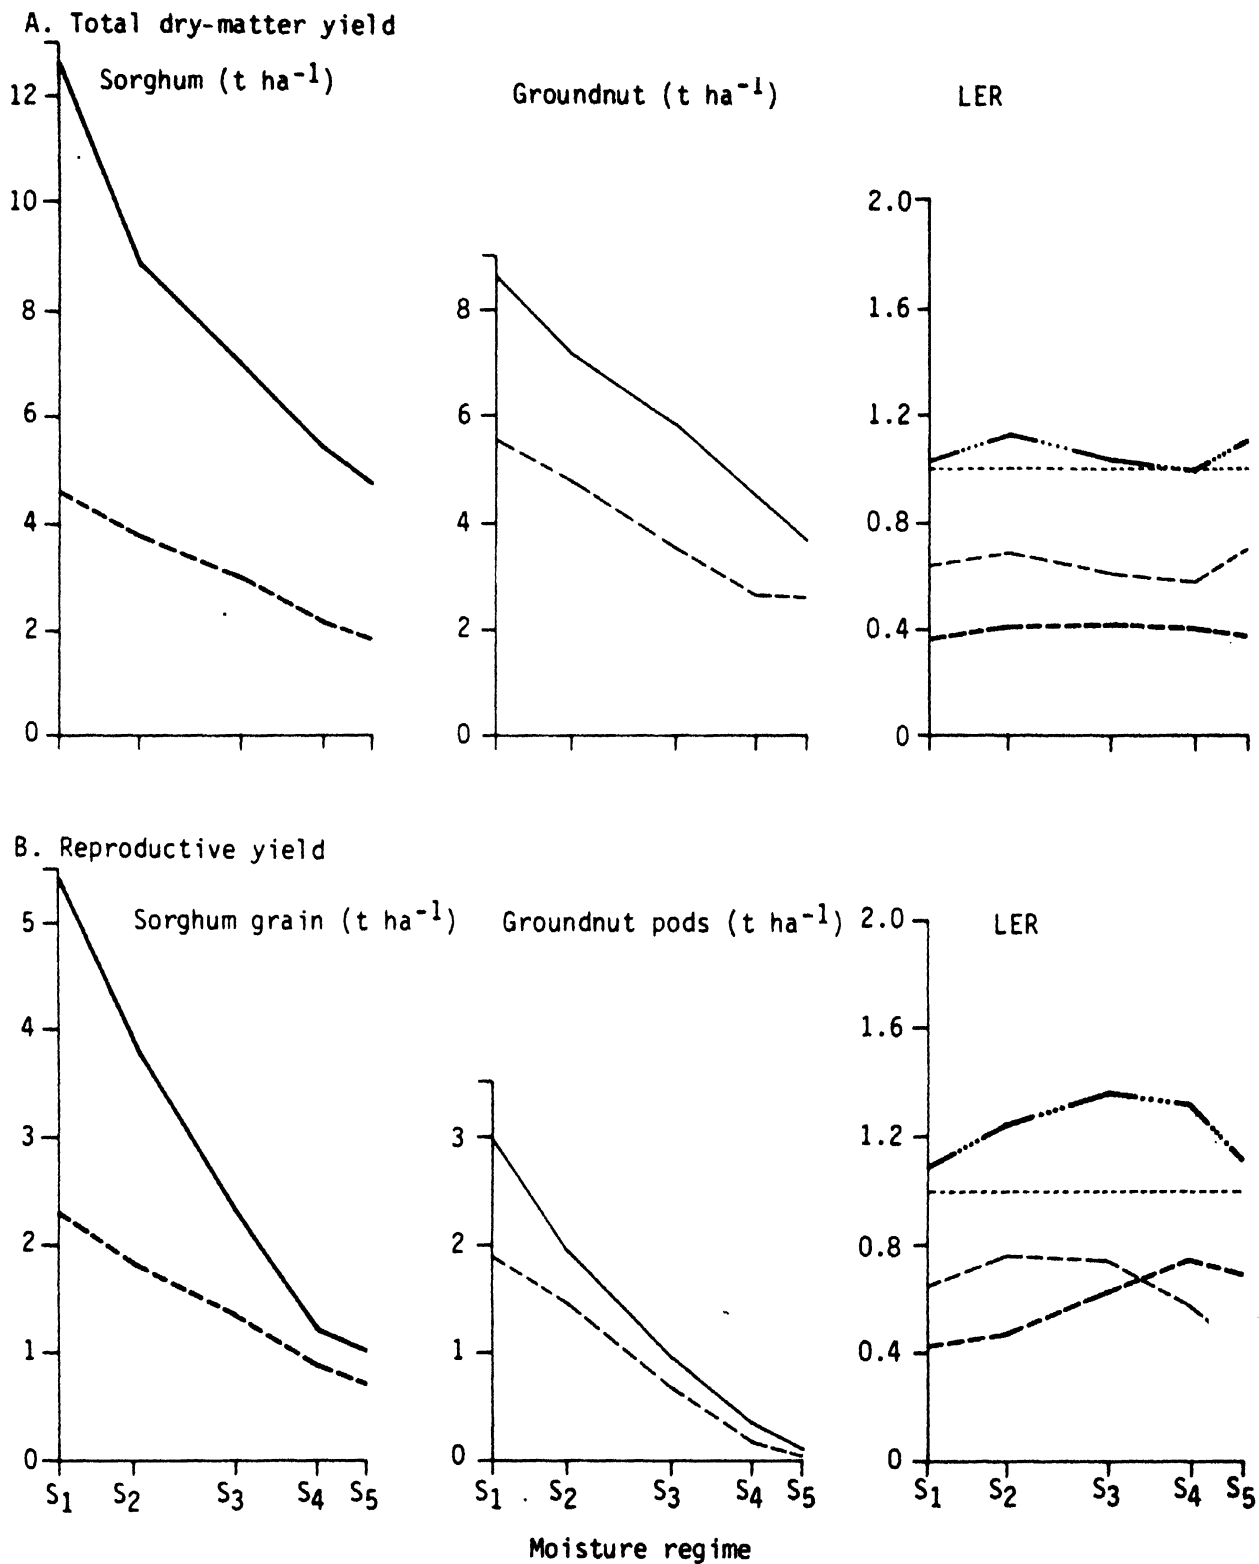 A. Total dry-matter yield
Sorghum (t ha⁻¹)
Groundnut (t ha⁻¹)
LER
12
10
8
6
4
2
0
8
6
4
2
0
2.0
1.6
1.2
0.8
0.4
0
B. Reproductive yield
Sorghum grain (t ha⁻¹)
Groundnut pods (t ha⁻¹)
LER
5
4
3
2
1
0
3
2
1
0
2.0
1.6
1.2
0.8
0.4
0
S₁ S₂ S₃ S₄ S₅
S₁ S₂ S₃ S₄ S₅
S₁ S₂ S₃ S₄ S₅
Moisture regime